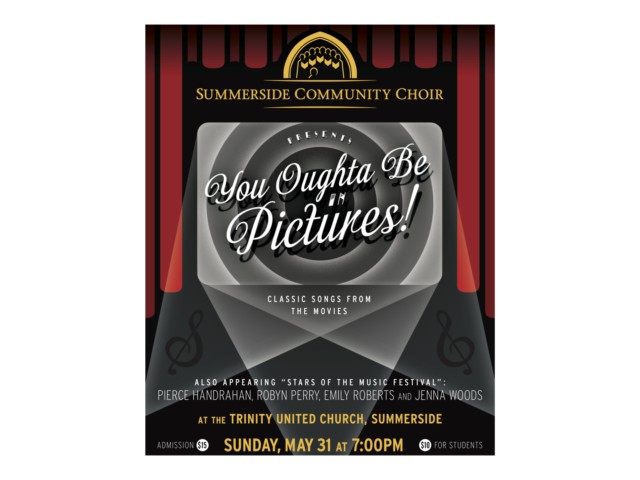 SUMMERSIDE COMMUNITY CHOIR
PRESENTS
You Oughta Be
IN
Pictures!
CLASSIC SONGS FROM
THE MOVIES
ALSO APPEARING "STARS OF THE MUSIC FESTIVAL":
PIERCE HANDRAHAN, ROBYN PERRY, EMILY ROBERTS AND JENNA WOODS
AT THE TRINITY UNITED CHURCH, SUMMERSIDE
ADMISSION $15 SUNDAY, MAY 31 AT 7:00PM $10 FOR STUDENTS